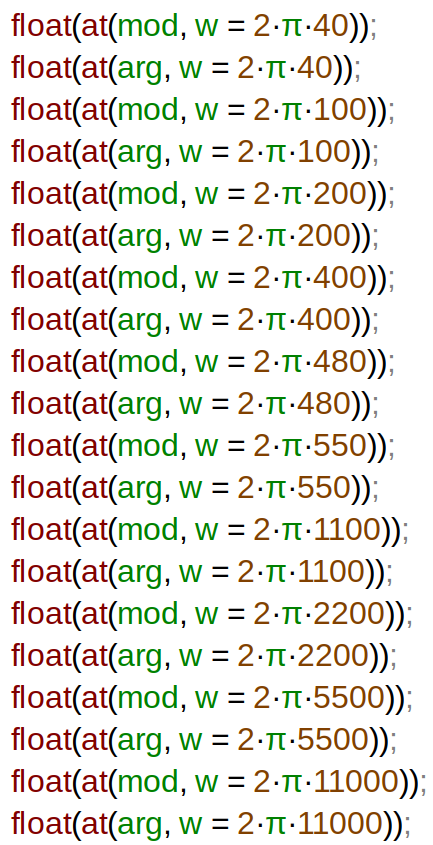 float(at(mod, w = 2·π·40));
float(at(arg, w = 2·π·40));
float(at(mod, w = 2·π·100));
float(at(arg, w = 2·π·100));
float(at(mod, w = 2·π·200));
float(at(arg, w = 2·π·200));
float(at(mod, w = 2·π·400));
float(at(arg, w = 2·π·400));
float(at(mod, w = 2·π·480));
float(at(arg, w = 2·π·480));
float(at(mod, w = 2·π·550));
float(at(arg, w = 2·π·550));
float(at(mod, w = 2·π·1100));
float(at(arg, w = 2·π·1100));
float(at(mod, w = 2·π·2200));
float(at(arg, w = 2·π·2200));
float(at(mod, w = 2·π·5500));
float(at(arg, w = 2·π·5500));
float(at(mod, w = 2·π·11000));
float(at(arg, w = 2·π·11000));